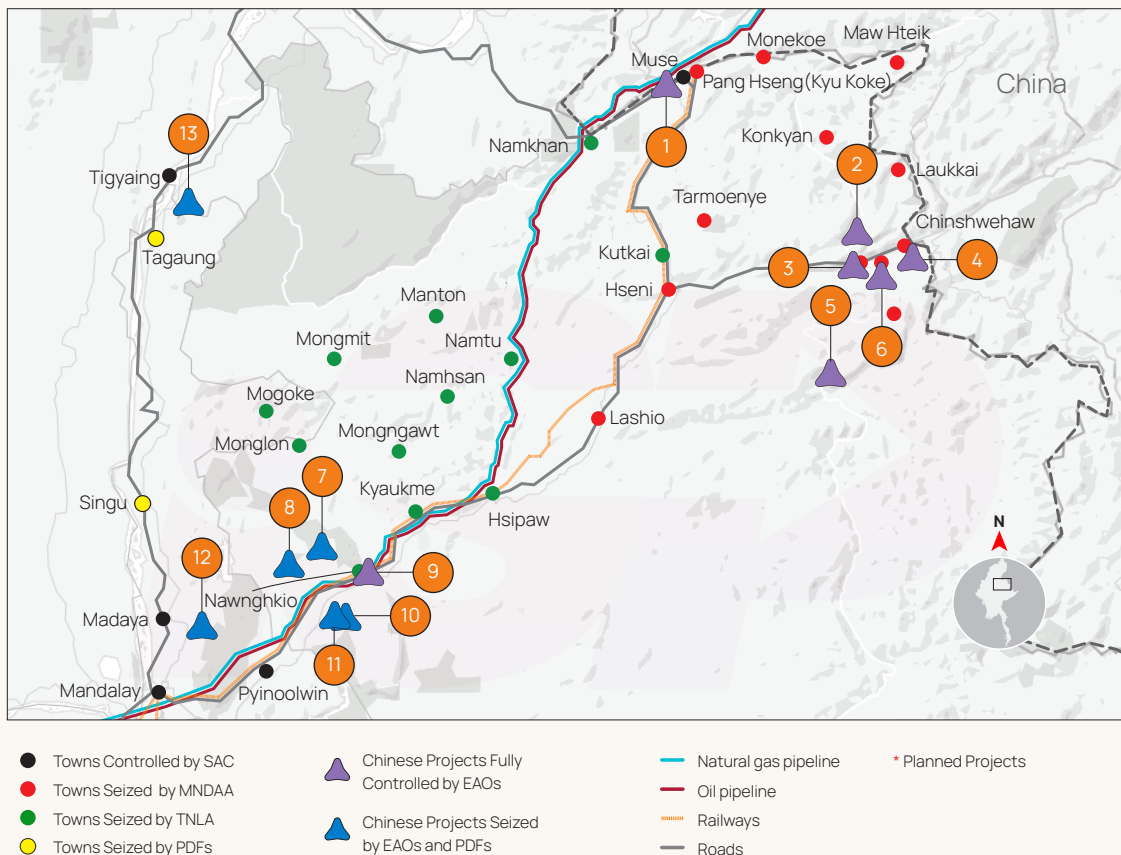 Monekoe
Maw Hteik
Muse
Pang Hseng(Kyu Koke)
China
13
Namkhan
1
Konkyan
2
Tigyaing
Laukkai
Tarmoenye
Chinshwehaw
Tagaung
Kutkai
3
4
Manton
Hseni
5
Mongmit
Namtu
6
Mogoke
Namhsan
Monglon
Mongngawt
Lashio
7
Kyaukme
Singu
8
Hsipaw
N
12
9
Nawnghkio
Madaya
10
11
Mandalay
Pyinoolwin
Towns Controlled by SAC
Towns Seized by MNDAA
Towns Seized by TNLA
Towns Seized by PDFs
Chinese Projects Fully
Controlled by EAOs
Chinese Projects Seized
by EAOs and PDFs
Natural gas pipeline
Oil pipeline
Railways
Roads
* Planned Projects